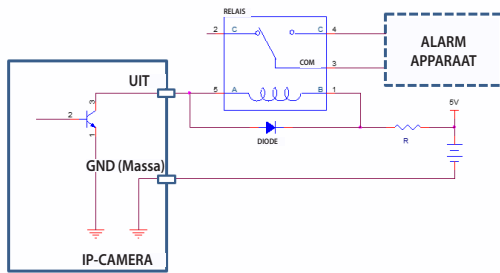 RELAIS
2 C C 4
COM 3
ALARM
APPARAAT
UIT
5 A B 1
3
2
1
DIODE
R
5V
GND (Massa)
IP-CAMERA